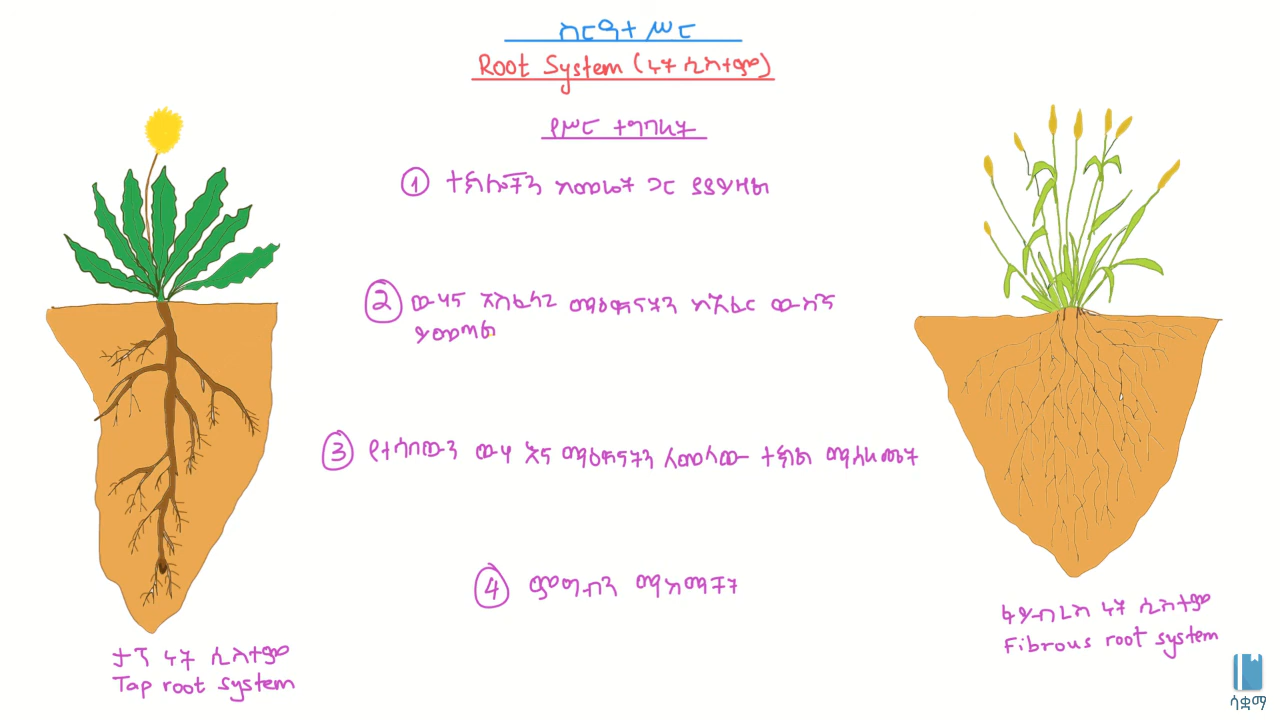 ስርዓተ ሥር
Root System (ሩት ሲስተም)
የሥር ተግባራት
① ተክሎችን ከመሬት ጋር ያያይዛል
② ውሃና አስፈላጊ ማዕድናትን ከአፈር ውስጥ
ይመጣል
③ የተሳበውን ውሃ እና ማዕድናትን ለመላው ተክል ማሰራጨት
④ ምግብን ማከማቸት
ታፕ ሩት ሲስተም
Tap root system
ፋይብረስ ሩት ሲስተም
Fibrous root system
ሳቋማ